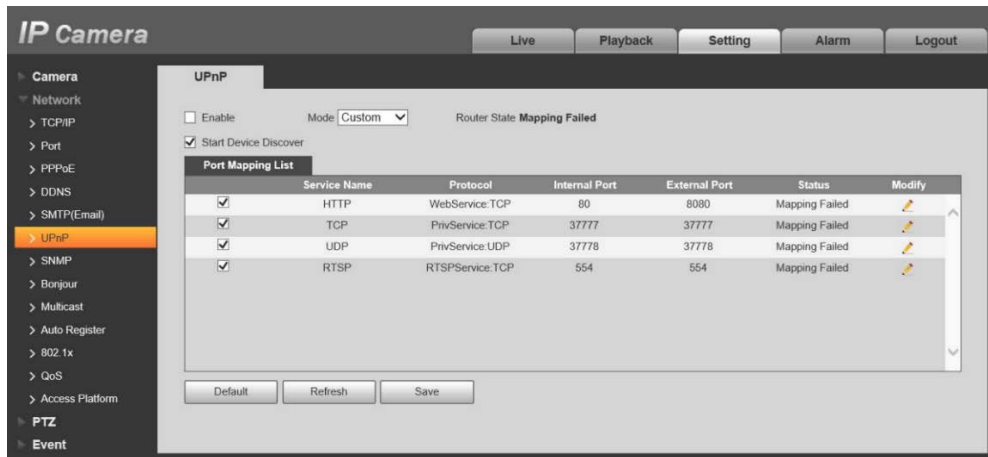 IP Camera
Live Playback Setting Alarm Logout
Camera
Network
> TCP/IP
> Port
> PPPoE
> DDNS
> SMTP(Email)
> UPnP
> SNMP
> Bonjour
> Multicast
> Auto Register
> 802.1x
> QoS
> Access Platform
PTZ
Event
UPnP
Enable Mode Custom Router State Mapping Failed
Start Device Discover
Port Mapping List
Service Name Protocol Internal Port External Port Status Modify
HTTP WebService:TCP 80 8080 Mapping Failed
TCP PrivService:TCP 37777 37777 Mapping Failed
UDP PrivService:UDP 37778 37778 Mapping Failed
RTSP RTSPService:TCP 554 554 Mapping Failed
Default Refresh Save